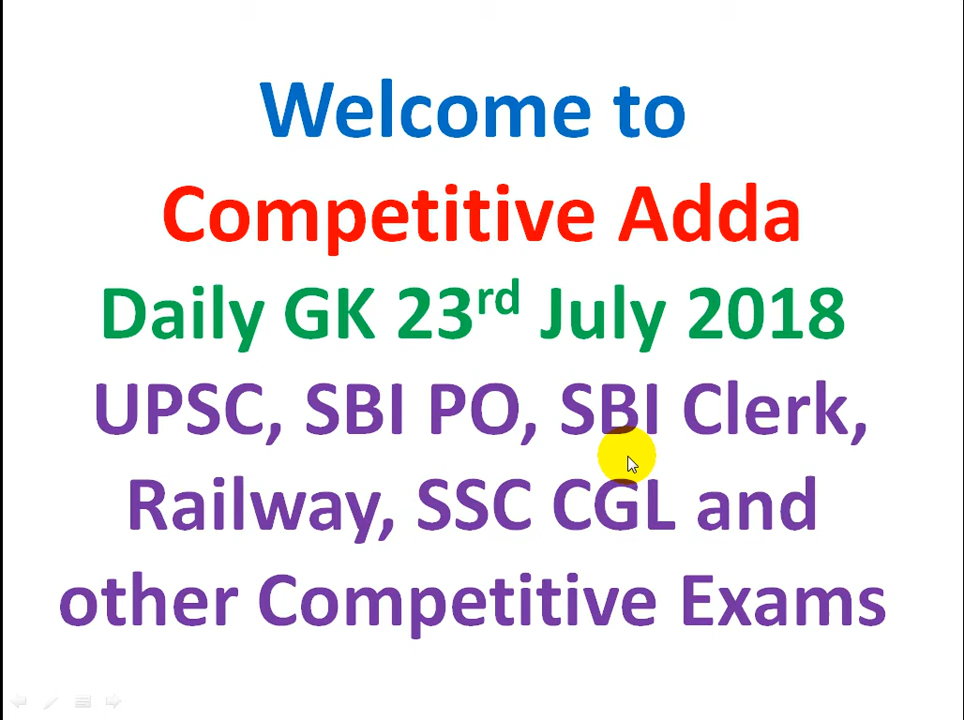 Welcome to
Competitive Adda
Daily GK 23rd July 2018
UPSC, SBI PO, SBI Clerk,
Railway, SSC CGL and
other Competitive Exams